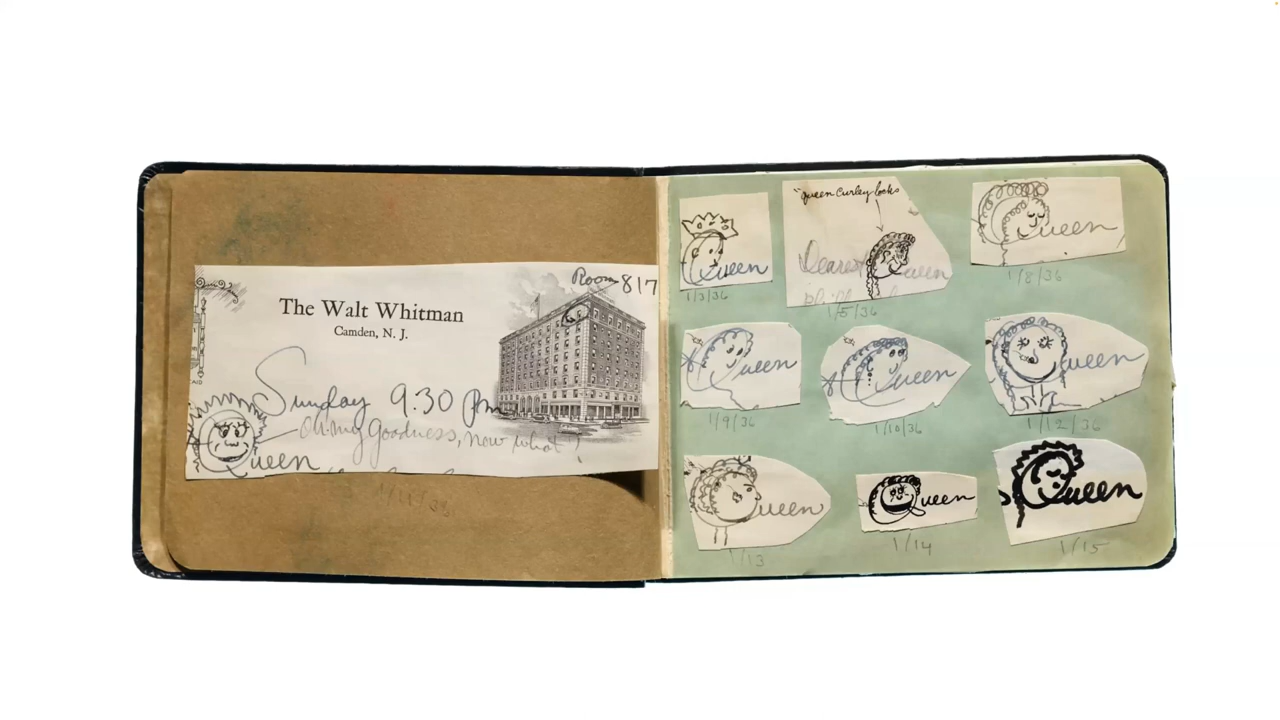 Room 817
The Walt Whitman
Camden, N. J.
AID
Sunday 9.30 Pm
Oh my goodness, now what?
Queen
Queen
1/3/36
"queen Curley locks
Dearest Queen
1/5/36
Queen
1/8/36
Queen
1/9/36
Queen
1/10/36
Queen
1/12/36
Queen
1/13
Queen
1/14
Queen
1/15